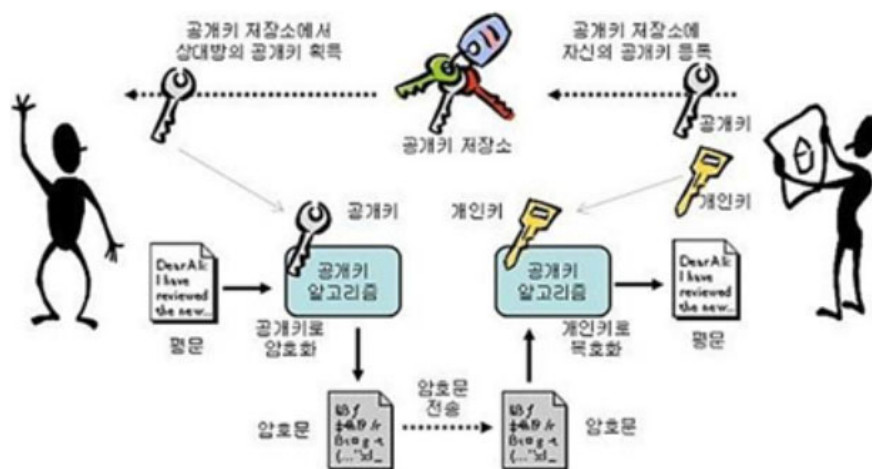 공개키 저장소에서
상대방의 공개키 획득
공개키 저장소에
자신의 공개키 등록
공개키 저장소
공개키
개인키
공개키
개인키
DearAli:
I have
reviewed
the new...
공개키
알고리즘
공개키
알고리즘
DearAli:
I have
reviewed
the new...
평문
공개키로
암호화
개인키로
복호화
평문
암호문
암호문
전송
암호문